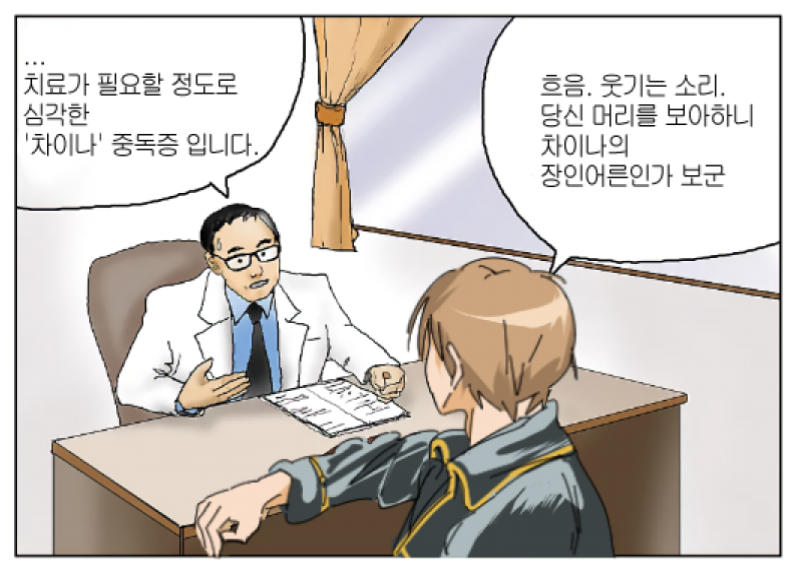 ...
치료가 필요할 정도로
심각한
'차이나' 중독증 입니다.
흐음. 웃기는 소리.
당신 머리를 보아하니
차이나의
장인어른인가 보군